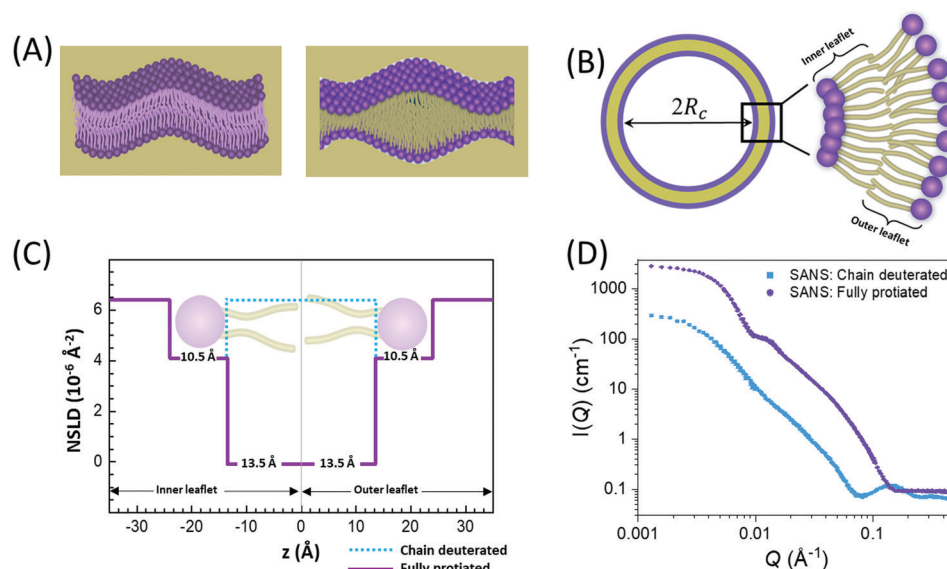 (A)
(B)
Inner leaflet
2R_c
Outer leaflet
(C)
NSLD (10⁻⁶ Å⁻²)
6
4
2
0
10.5 Å
10.5 Å
13.5 Å
13.5 Å
Inner leaflet
Outer leaflet
-30
-20
-10
0
10
20
30
z (Å)
Chain deuterated
Fully protiated
(D)
SANS: Chain deuterated
SANS: Fully protiated
I(Q) (cm⁻¹)
1000
100
10
1
0.1
0.001
0.01
0.1
Q (Å⁻¹)